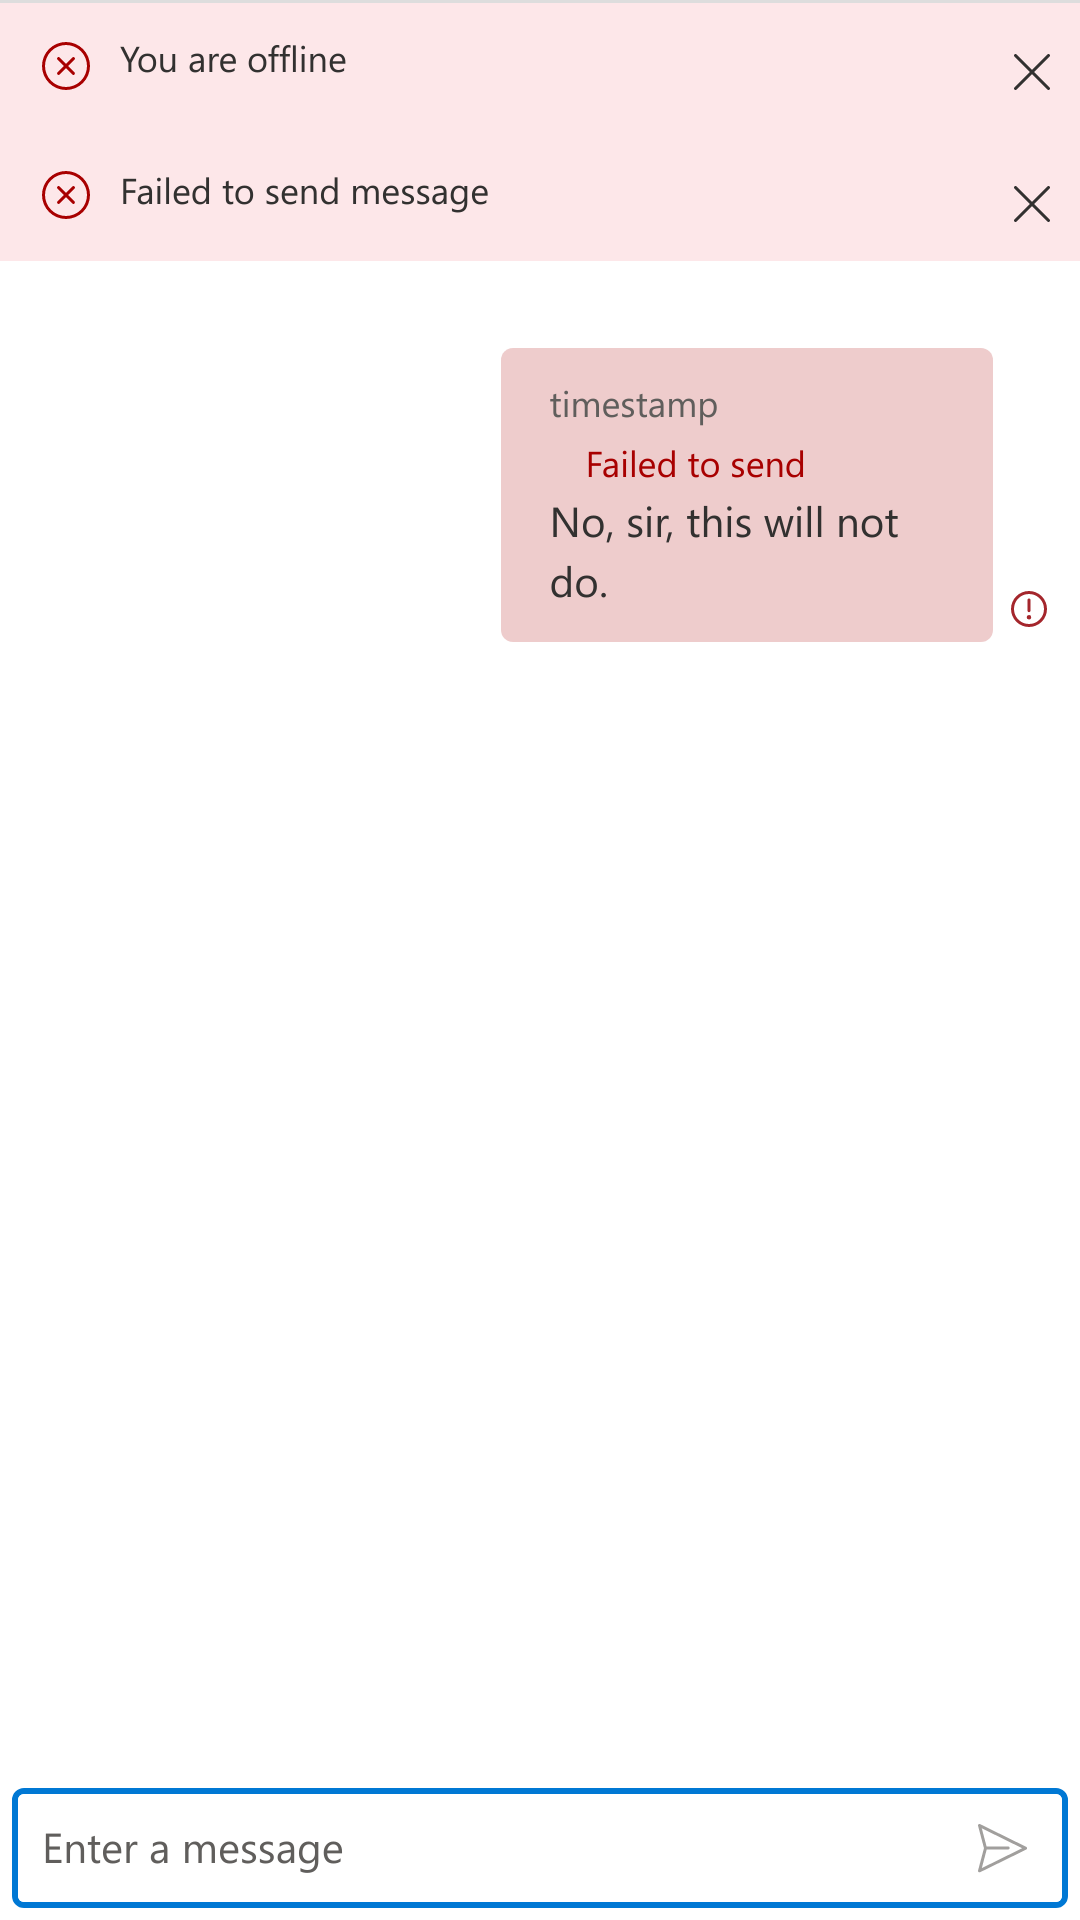 You are offline
Failed to send message
timestamp
Failed to send
No, sir, this will not
do.
Enter a message